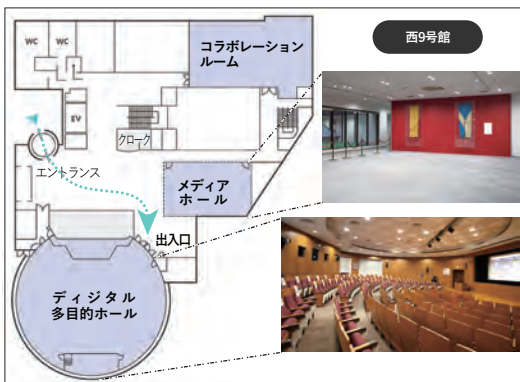 西9号館
コラボレーション
ルーム
WC
WC
EV
クローク
エントランス
メディア
ホール
出入口
ディジタル
多目的ホール